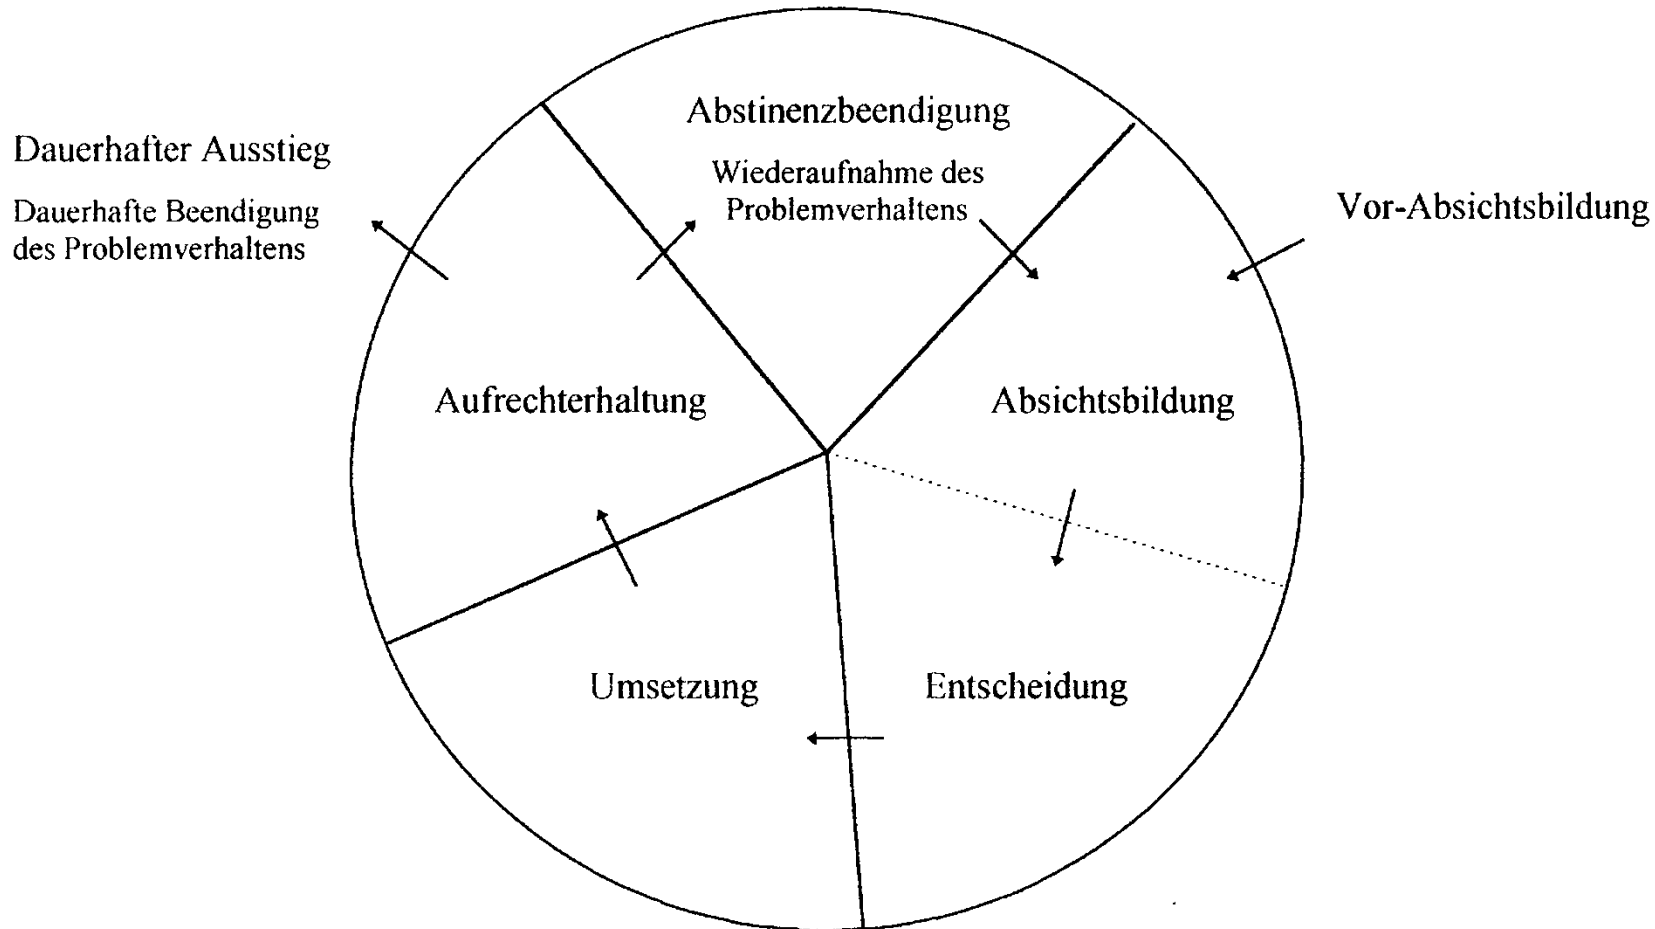 Abstinenzbeendigung
Wiederaufnahme des
Problemverhaltens
Dauerhafter Ausstieg
Dauerhafte Beendigung
des Problemverhaltens
Vor-Absichtsbildung
Aufrechterhaltung
Absichtsbildung
Umsetzung
Entscheidung